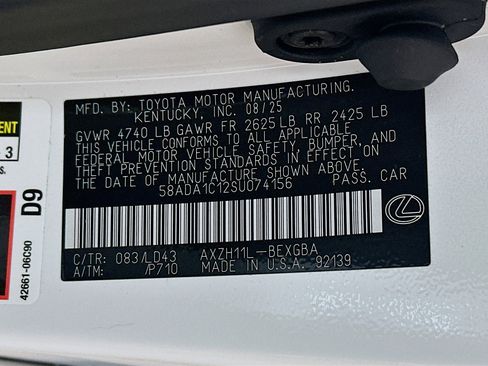 MFD. BY: TOYOTA MOTOR MANUFACTURING.
KENTUCKY, INC. 08/25
GVWR 4740 LB GAWR FR 2625 LB RR 2425 LB
THIS VEHICLE CONFORMS TO ALL APPLICABLE
FEDERAL MOTOR VEHICLE SAFETY, BUMPER, AND
THEFT PREVENTION STANDARDS IN EFFECT ON
THE DATE OF MANUFACTURE SHOWN ABOVE.
58ADA1C12SU074156 PASS. CAR
C/TR: 083/LD43 AXZH11L-BEXGBA
A/TM: /P710 MADE IN U.S.A. 92139
D9
42661-06C90
3